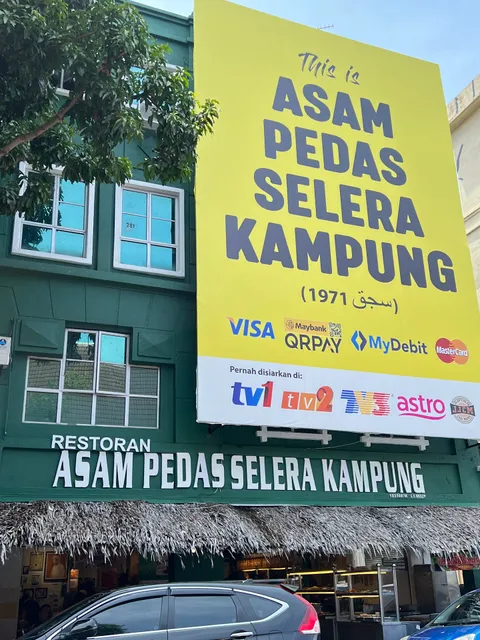 This is
ASAM
PEDAS
SELERA
KAMPUNG
(سجق 1971)
VISA
Maybank
QRPAY
MyDebit
MasterCard
Pernah disiarkan di:
tv1
tv2
TV3
astro
RESTORAN
ASAM PEDAS SELERA KAMPUNG